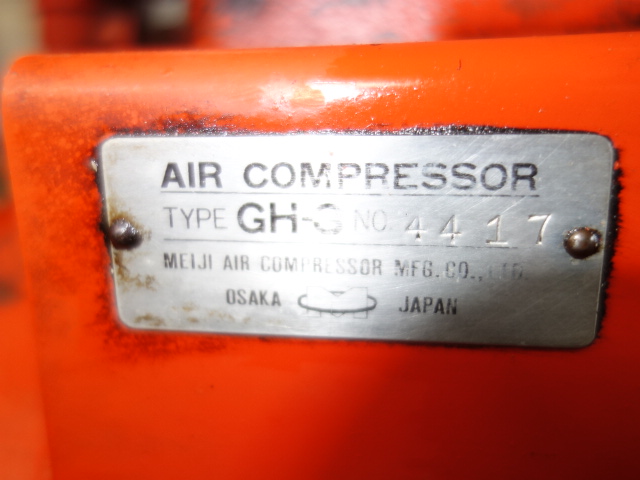 AIR COMPRESSOR
TYPE GH-G NO. 4417
MEIJI AIR COMPRESSOR MFG. CO., LTD.
OSAKA JAPAN